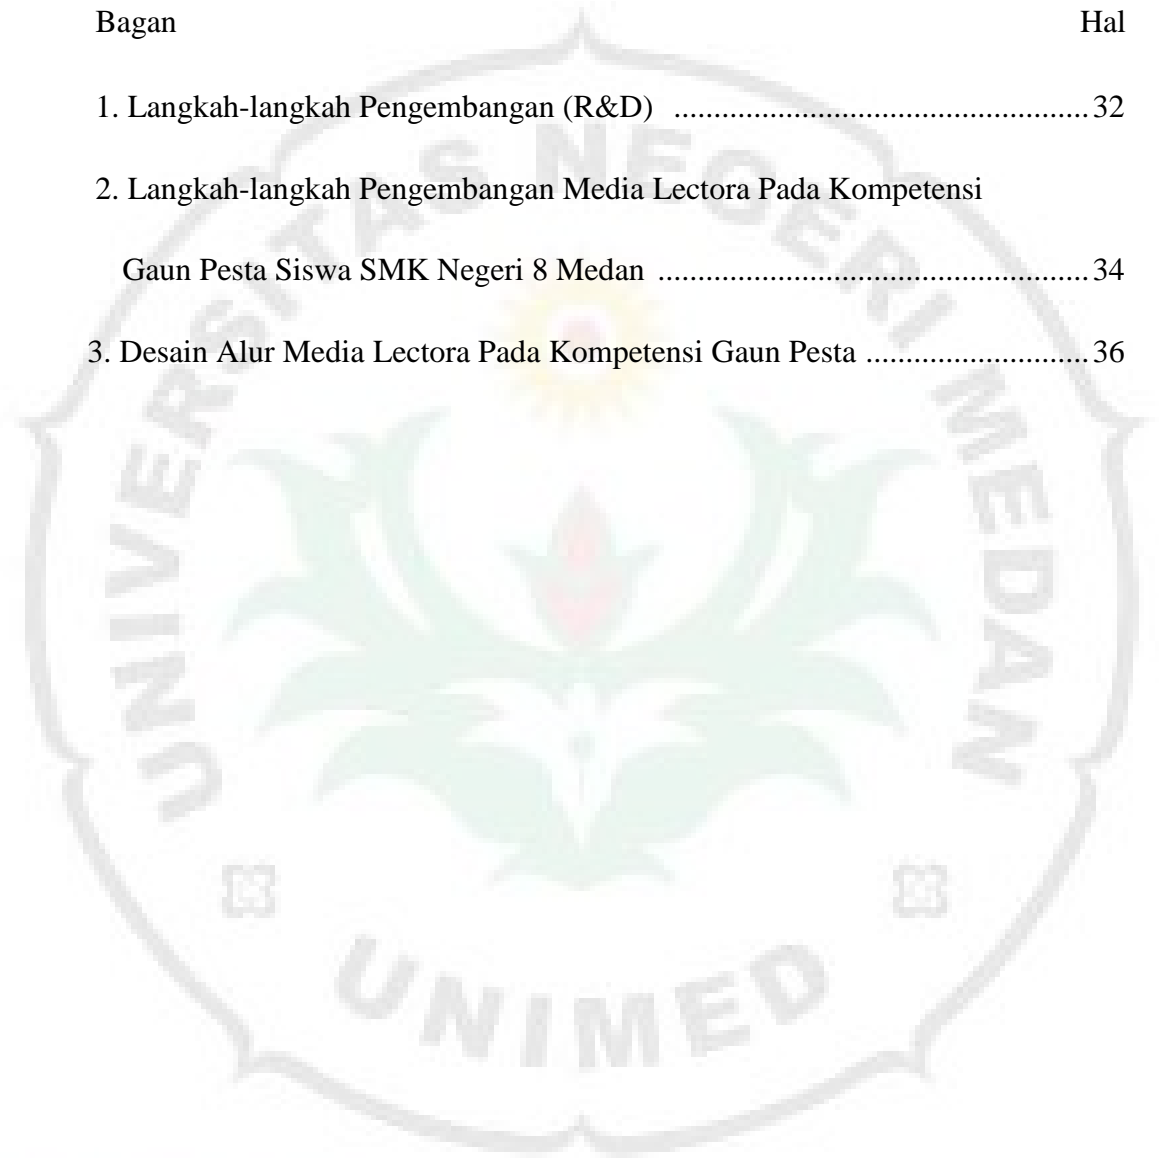 Bagan Hal
1. Langkah-langkah Pengembangan (R&D) .................................................... 32
2. Langkah-langkah Pengembangan Media Lectora Pada Kompetensi
Gaun Pesta Siswa SMK Negeri 8 Medan ...................................................... 34
3. Desain Alur Media Lectora Pada Kompetensi Gaun Pesta ............................ 36
UNIVERSITAS NEGERI MEDAN
UNIMED